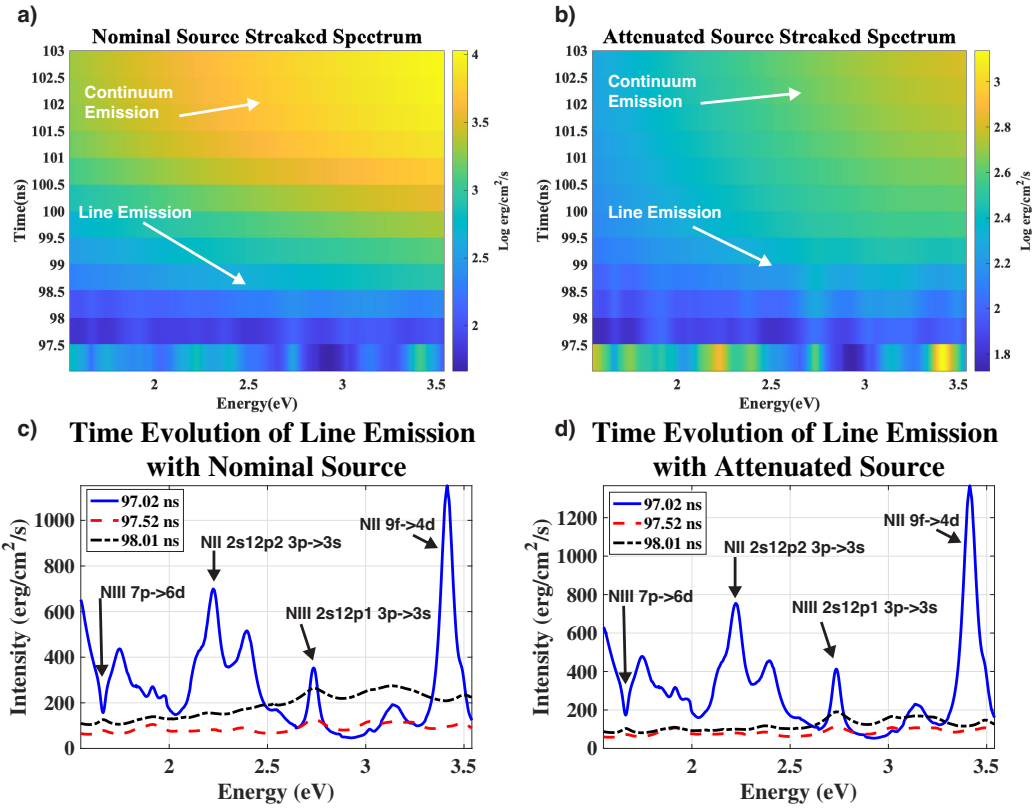 a)
Nominal Source Streaked Spectrum
103
102.5
102
101.5
101
100.5
100
99.5
99
98.5
98
97.5
Time(ns)
Continuum
Emission
Line Emission
2
2.5
3
3.5
Energy(eV)
4
3.5
3
2.5
2
Log erg/cm²/s
b)
Attenuated Source Streaked Spectrum
103
102.5
102
101.5
101
100.5
100
99.5
99
98.5
98
97.5
Time(ns)
Continuum
Emission
Line Emission
2
2.5
3
3.5
Energy(eV)
3
2.8
2.6
2.4
2.2
2
1.8
Log erg/cm²/s
c)
Time Evolution of Line Emission
with Nominal Source
1000
800
600
400
200
0
Intensity (erg/cm²/s)
97.02 ns
97.52 ns
98.01 ns
NII 9f->4d
NII 2s12p2 3p->3s
NIII 7p->6d
NIII 2s12p1 3p->3s
2
2.5
3
3.5
Energy (eV)
d)
Time Evolution of Line Emission
with Attenuated Source
1200
1000
800
600
400
200
0
Intensity (erg/cm²/s)
97.02 ns
97.52 ns
98.01 ns
NII 9f->4d
NII 2s12p2 3p->3s
NIII 7p->6d
NIII 2s12p1 3p->3s
2
2.5
3
3.5
Energy (eV)